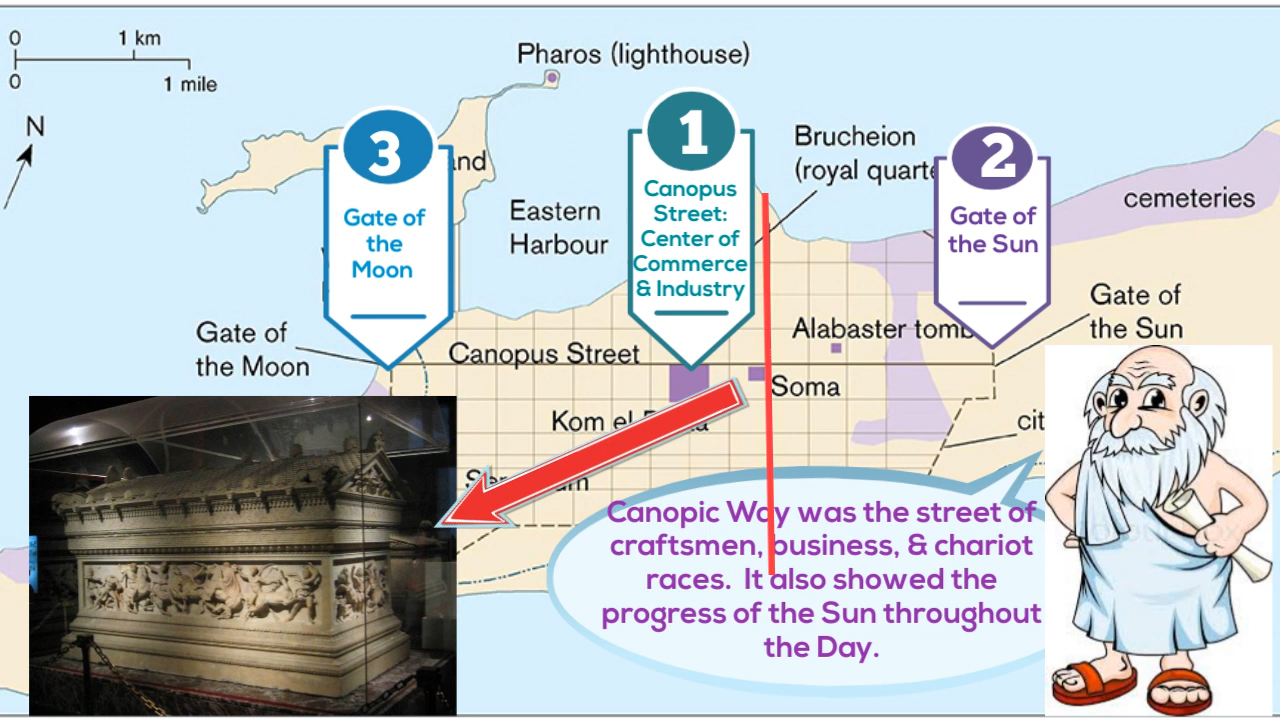 0 1 km
0 1 mile
N
Pharos (lighthouse)
3
Gate of
the
Moon
1
Canopus
Street:
Center of
Commerce
& Industry
2
Gate of
the Sun
Brucheion
(royal quarte
cemeteries
Eastern
Harbour
Gate of
the Moon
Gate of
the Sun
Canopus Street
Alabaster tomb
Soma
Kom el
cit
Canopic Way was the street of
craftsmen, business, & chariot
races. It also showed the
progress of the Sun throughout
the Day.